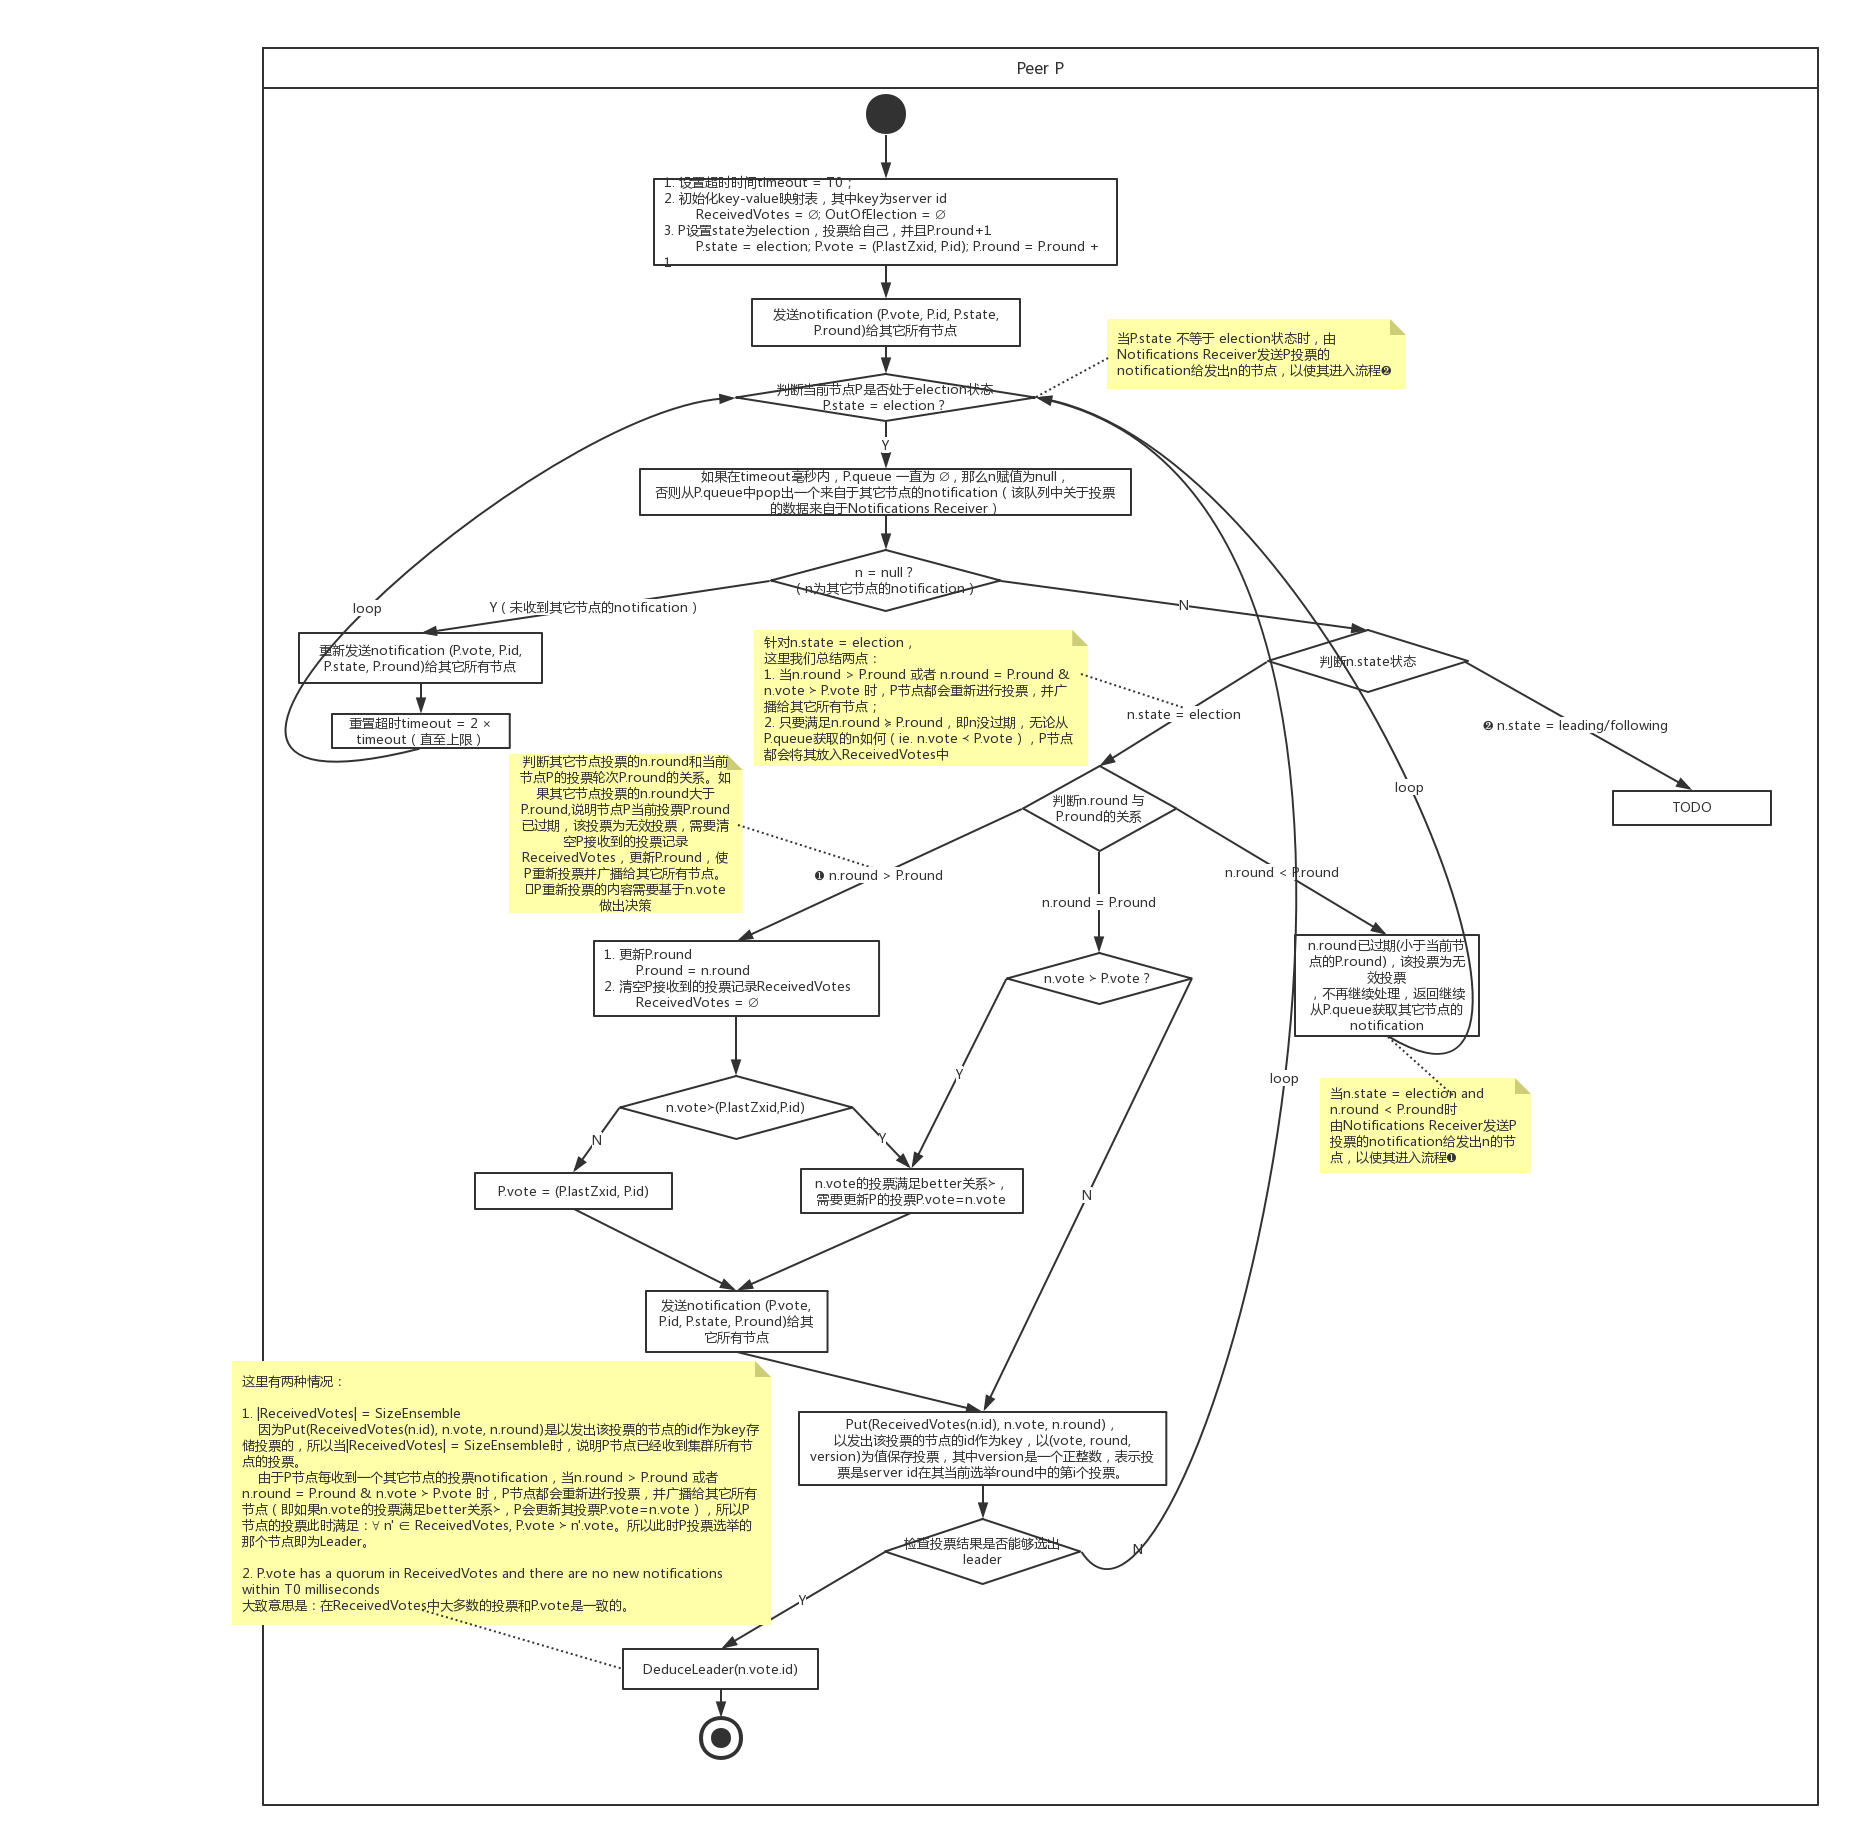 Peer P
1. 设置超时时间timeout = T0；
2. 初始化key-value映射表，其中key为server id
ReceivedVotes = ∅; OutOfElection = ∅
3. P设置state为election，投票给自己，并且P.round+1
P.state = election; P.vote = (P.lastZxid, P.id); P.round = P.round +
1
发送notification (P.vote, P.id, P.state,
P.round)给其它所有节点
当P.state 不等于 election状态时，由
Notifications Receiver发送P投票的
notification给发出n的节点，以使其进入流程❷
判断当前节点P是否处于election状态
P.state = election ?
Y
如果在timeout毫秒内，P.queue 一直为 ∅，那么n赋值为null，
否则从P.queue中pop出一个来自于其它节点的notification（该队列中关于投票
的数据来自于Notifications Receiver）
n = null ?
（n为其它节点的notification）
Y（未收到其它节点的notification）
N
loop
重新发送notification (P.vote, P.id,
P.state, P.round)给其它所有节点
重置超时timeout = 2 ×
timeout（直至上限）
针对n.state = election，
这里我们总结两点：
1. 当n.round > P.round 或者 n.round = P.round &
n.vote ≻ P.vote 时，P节点都会重新进行投票，并广
播给其它所有节点；
2. 只要满足n.round ≽ P.round，即n没过期，无论从
P.queue获取的n如何（ie. n.vote ≺ P.vote ），P节点
都会将其放入ReceivedVotes中
判断n.state状态
n.state = election
❷ n.state = leading/following
TODO
loop
判断其它节点投票的n.round和当前
节点P的投票轮次P.round的关系。如
果其它节点投票的n.round大于
P.round,说明节点P当前投票P.round
已过期，该投票为无效投票，需要清
空P接收到的投票记录
ReceivedVotes，更新P.round，使
P重新投票并广播给其它所有节点。
P重新投票的内容需要基于n.vote
做出决策
判断n.round 与
P.round的关系
❶ n.round > P.round
n.round = P.round
n.round < P.round
1. 更新P.round
P.round = n.round
2. 清空P接收到的投票记录ReceivedVotes
ReceivedVotes = ∅
n.vote ≻ P.vote ?
n.round已过期(小于当前节
点的P.round)，该投票为无
效投票
，不再继续处理，返回继续
从P.queue获取其它节点的
notification
Y
loop
当n.state = election and
n.round < P.round时
由Notifications Receiver发送P
投票的notification给发出n的节
点，以使其进入流程❶
n.vote≻(P.lastZxid,P.id)
N
Y
P.vote = (P.lastZxid, P.id)
n.vote的投票满足better关系≻，
需要更新P的投票P.vote=n.vote
N
发送notification (P.vote,
P.id, P.state, P.round)给其
它所有节点
这里有两种情况：
1. |ReceivedVotes| = SizeEnsemble
因为Put(ReceivedVotes(n.id), n.vote, n.round)是以发出该投票的节点的id作为key存
储投票的，所以当|ReceivedVotes| = SizeEnsemble时，说明P节点已经收到集群所有节
点的投票。
由于P节点每收到一个其它节点的投票notification，当n.round > P.round 或者
n.round = P.round & n.vote ≻ P.vote 时，P节点都会重新进行投票，并广播给其它所有
节点（即如果n.vote的投票满足better关系≻，P会更新其投票P.vote=n.vote），所以P
节点的投票此时满足：∀ n' ∈ ReceivedVotes, P.vote ≻ n'.vote。所以此时P投票选举的
那个节点即为Leader。
2. P.vote has a quorum in ReceivedVotes and there are no new notifications
within T0 milliseconds
大致意思是：在ReceivedVotes中大多数的投票和P.vote是一致的。
Put(ReceivedVotes(n.id), n.vote, n.round)，
以发出该投票的节点的id作为key，以(vote, round,
version)为值保存投票，其中version是一个正整数，表示投
票是server id在其当前选举round中的第i个投票。
检查投票结果是否能够选出
leader
N
Y
DeduceLeader(n.vote.id)